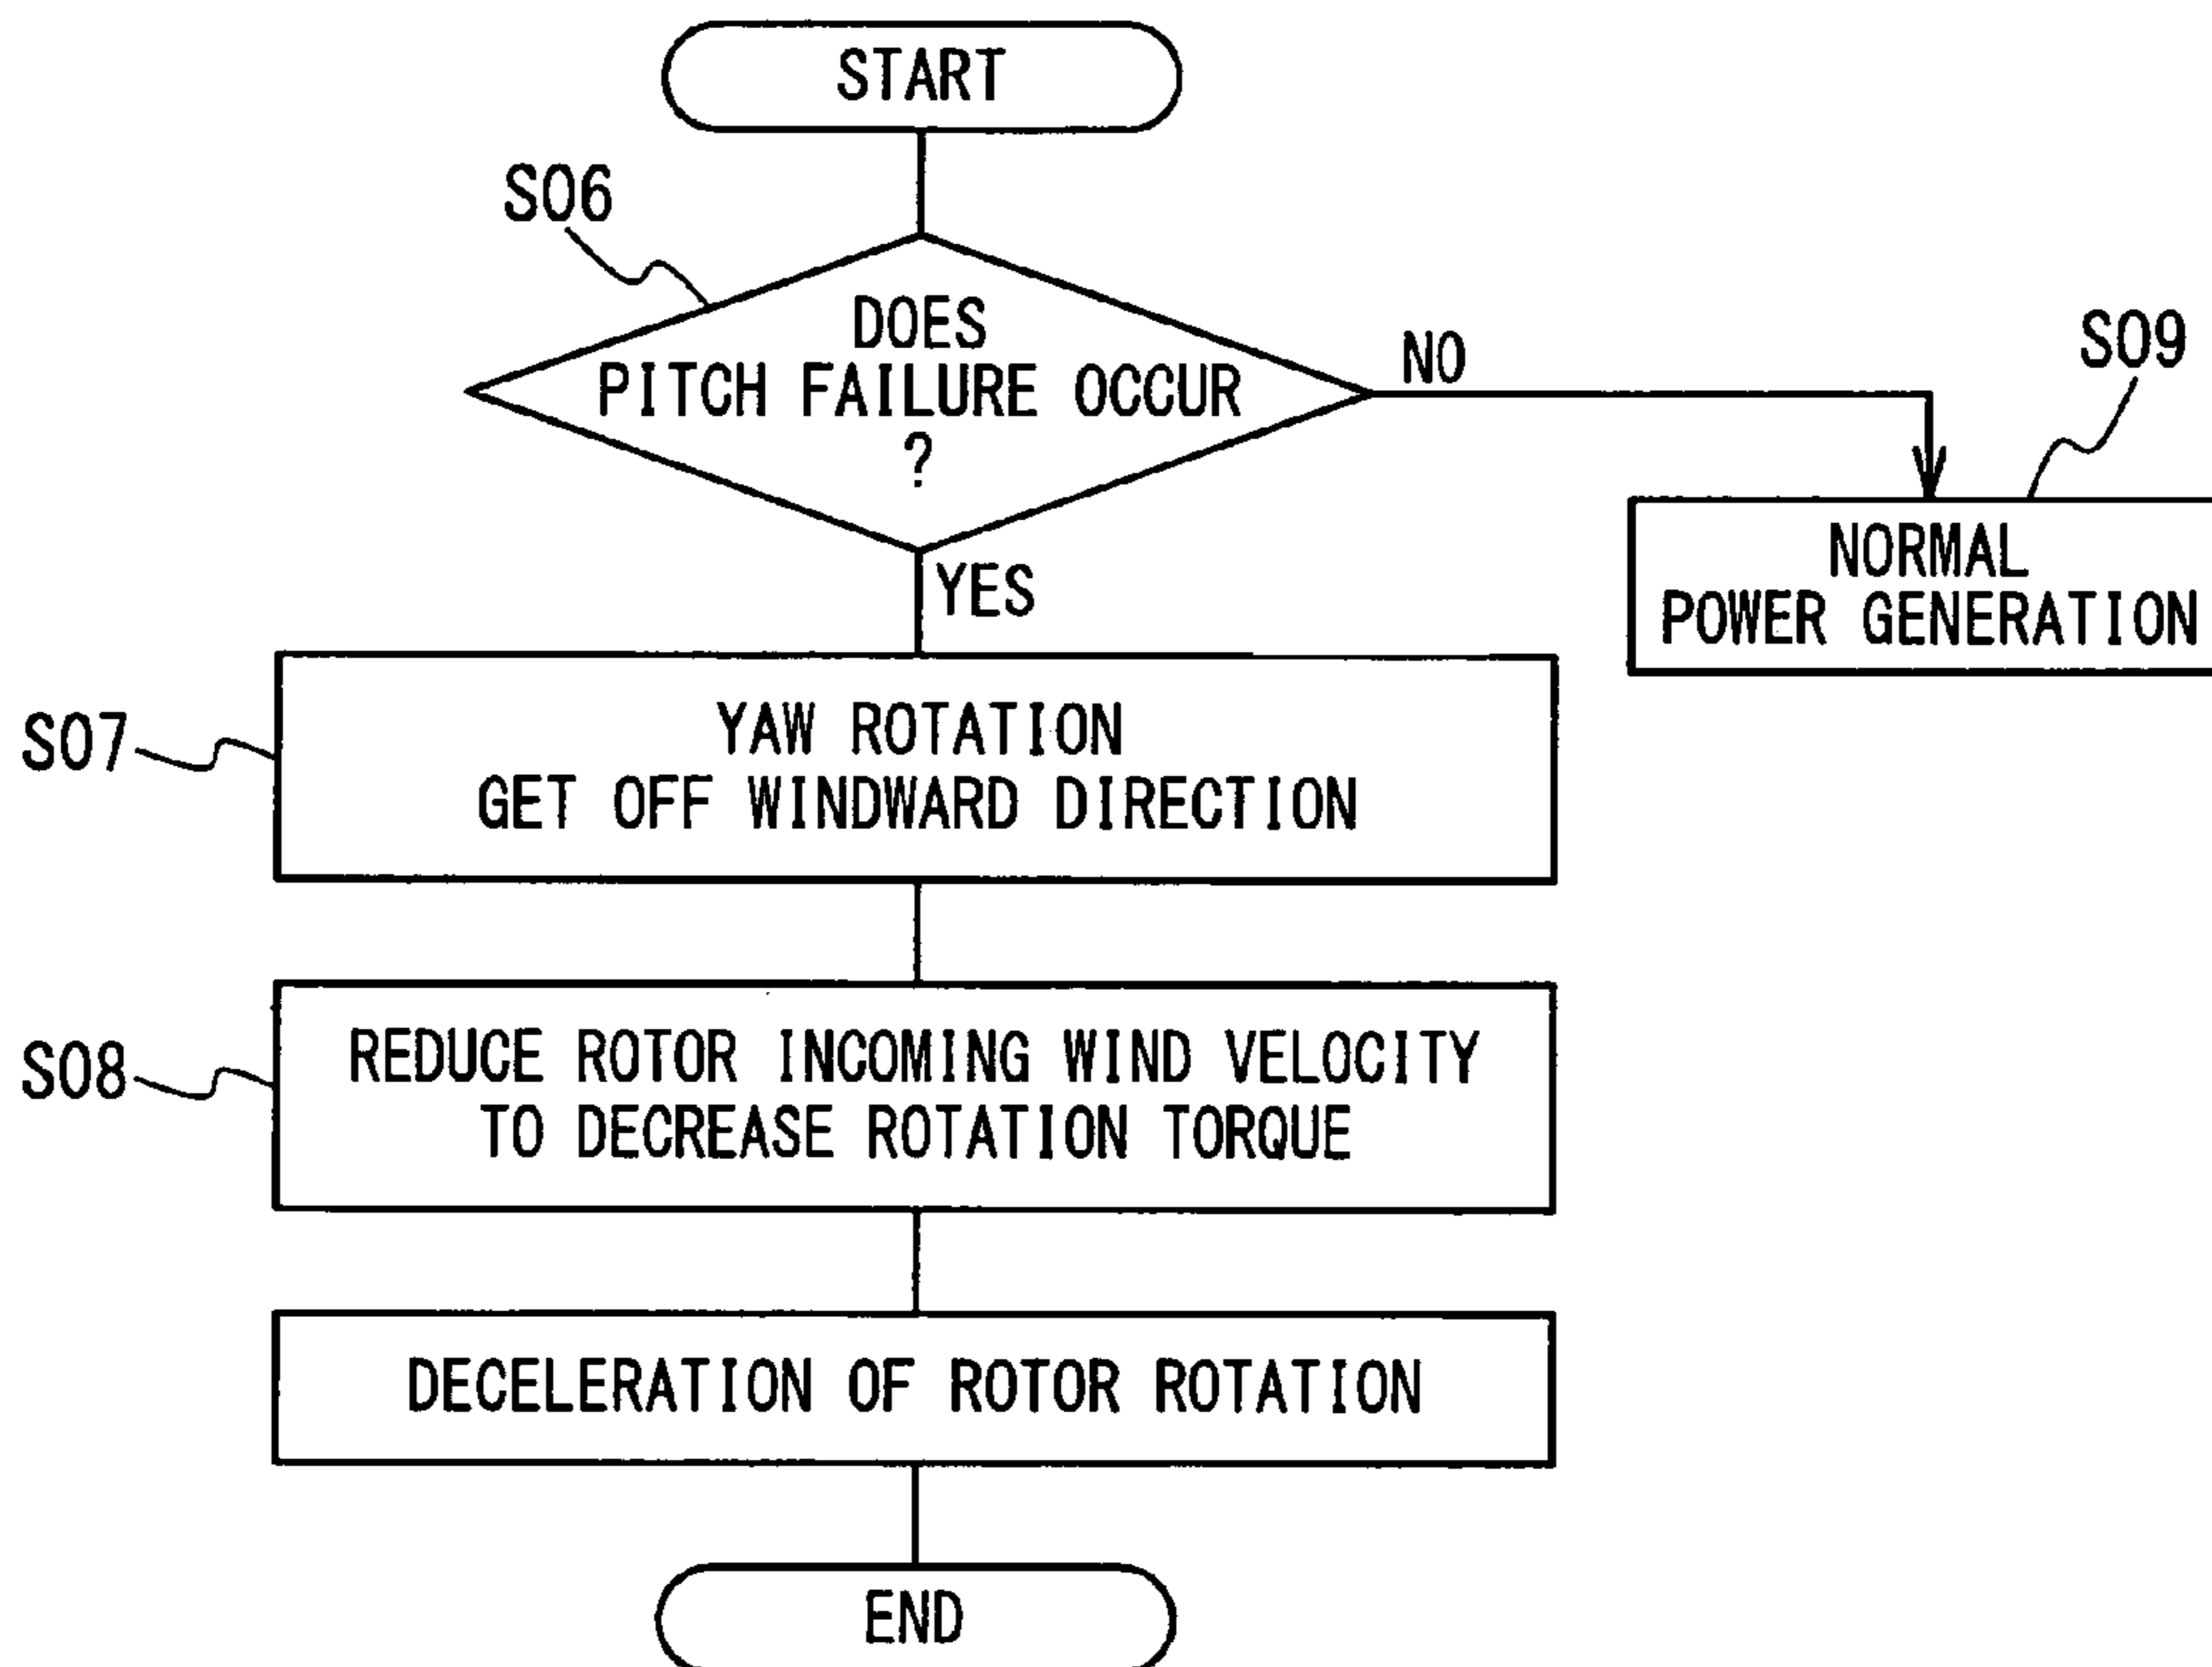 START
S06
DOES
PITCH FAILURE OCCUR
?
NO
S09
NORMAL
POWER GENERATION
YES
S07
YAW ROTATION
GET OFF WINDWARD DIRECTION
S08
REDUCE ROTOR INCOMING WIND VELOCITY
TO DECREASE ROTATION TORQUE
DECELERATION OF ROTOR ROTATION
END